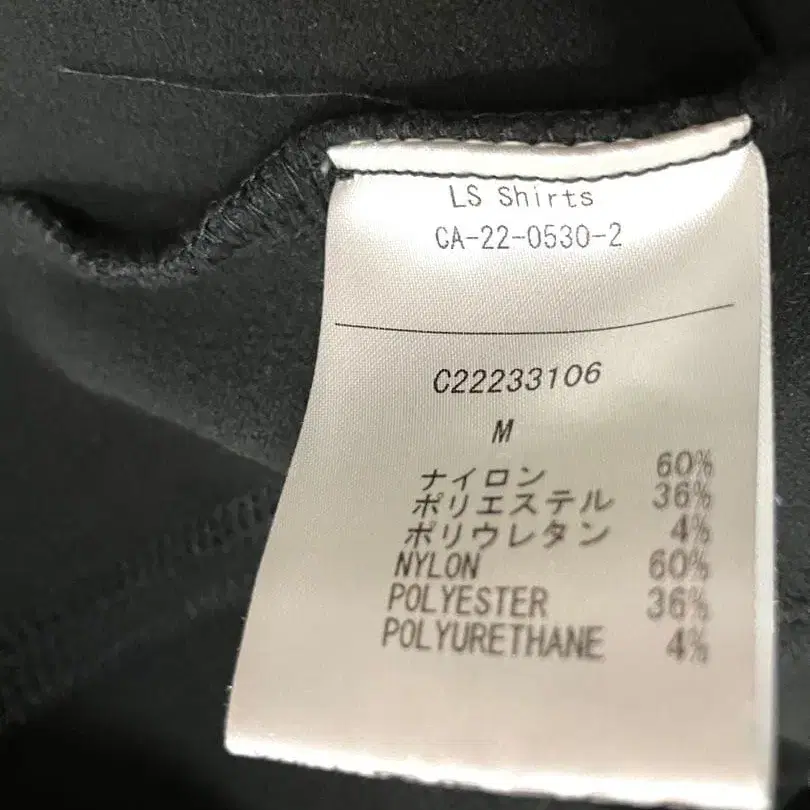 LS Shirts
CA-22-0530-2
C22233106
M
ナイロン 60%
ポリエステル 36%
ポリウレタン 4%
NYLON 60%
POLYESTER 36%
POLYURETHANE 4%